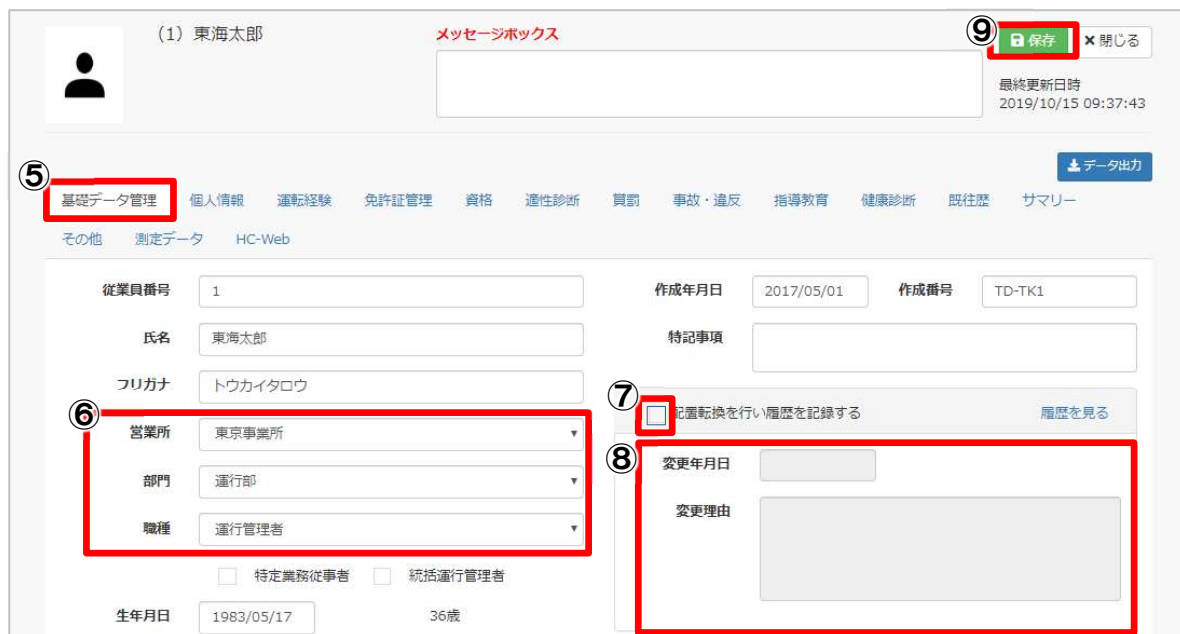 (1) 東海太郎
メッセージボックス
⑨ 保存 ×閉じる
最終更新日時
2019/10/15 09:37:43
データ出力
⑤
基礎データ管理 個人情報 運転経験 免許証管理 資格 適性診断 賞罰 事故・違反 指導教育 健康診断 既往歴 サマリー
その他 測定データ HC-Web
従業員番号 1 作成年月日 2017/05/01 作成番号 TD-TK1
氏名 東海太郎 特記事項
フリガナ トウカイタロウ
⑥ ⑦ 配置転換を行い履歴を記録する 履歴を見る
営業所 東京事業所
⑧ 変更年月日
部門 運行部
変更理由
職種 運行管理者
特定業務従事者 統括運行管理者
生年月日 1983/05/17 36歳